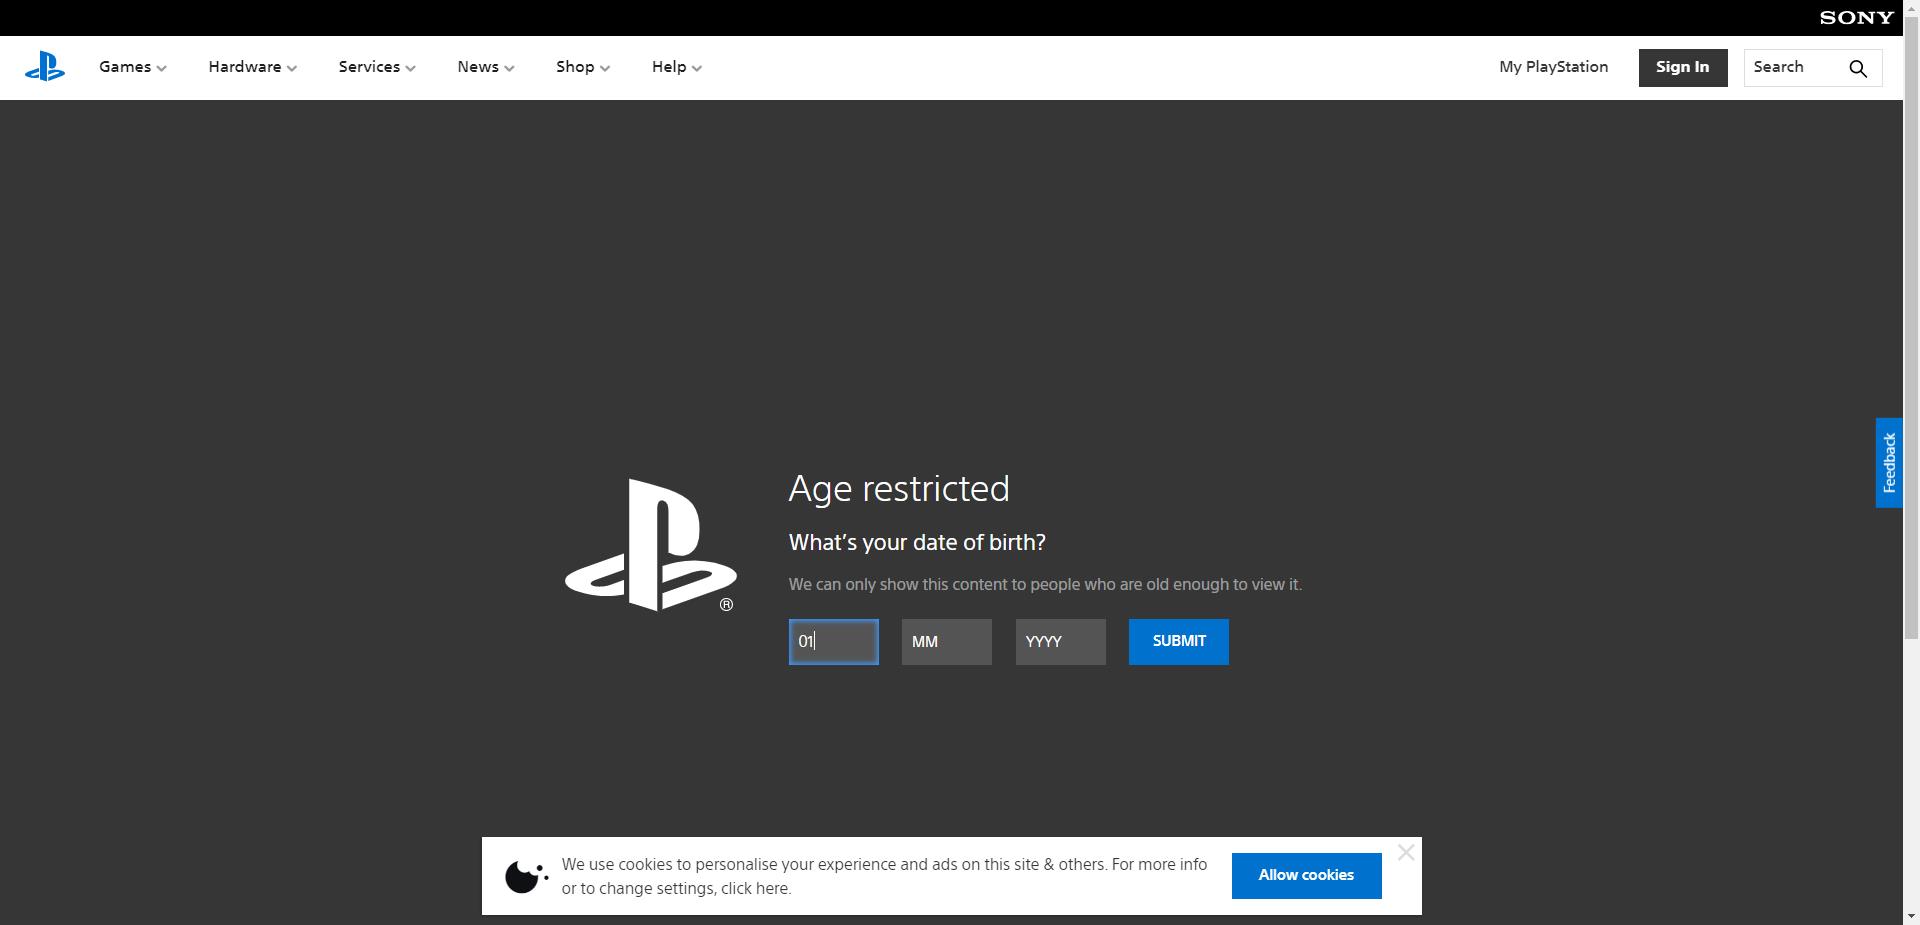 SONY
Games
Hardware
Services
News
Shop
Help
My PlayStation
Sign In
Search
Feedback
Age restricted
What's your date of birth?
We can only show this content to people who are old enough to view it.
®
01
MM
YYYY
SUBMIT
We use cookies to personalise your experience and ads on this site & others. For more info
or to change settings, click here.
Allow cookies